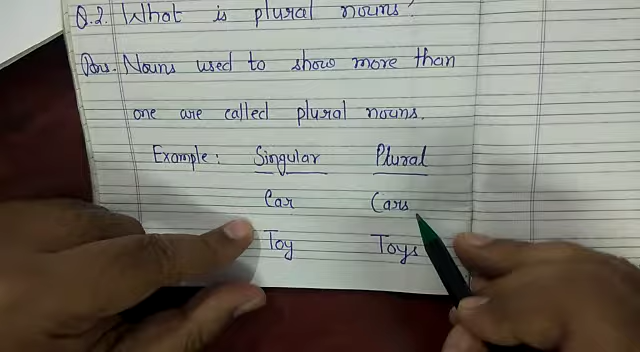 Q.2. What is plural nouns?
Ans. Nouns used to show more than
one are called plural nouns.
Example: Singular Plural
Car Cars
Toy Toys